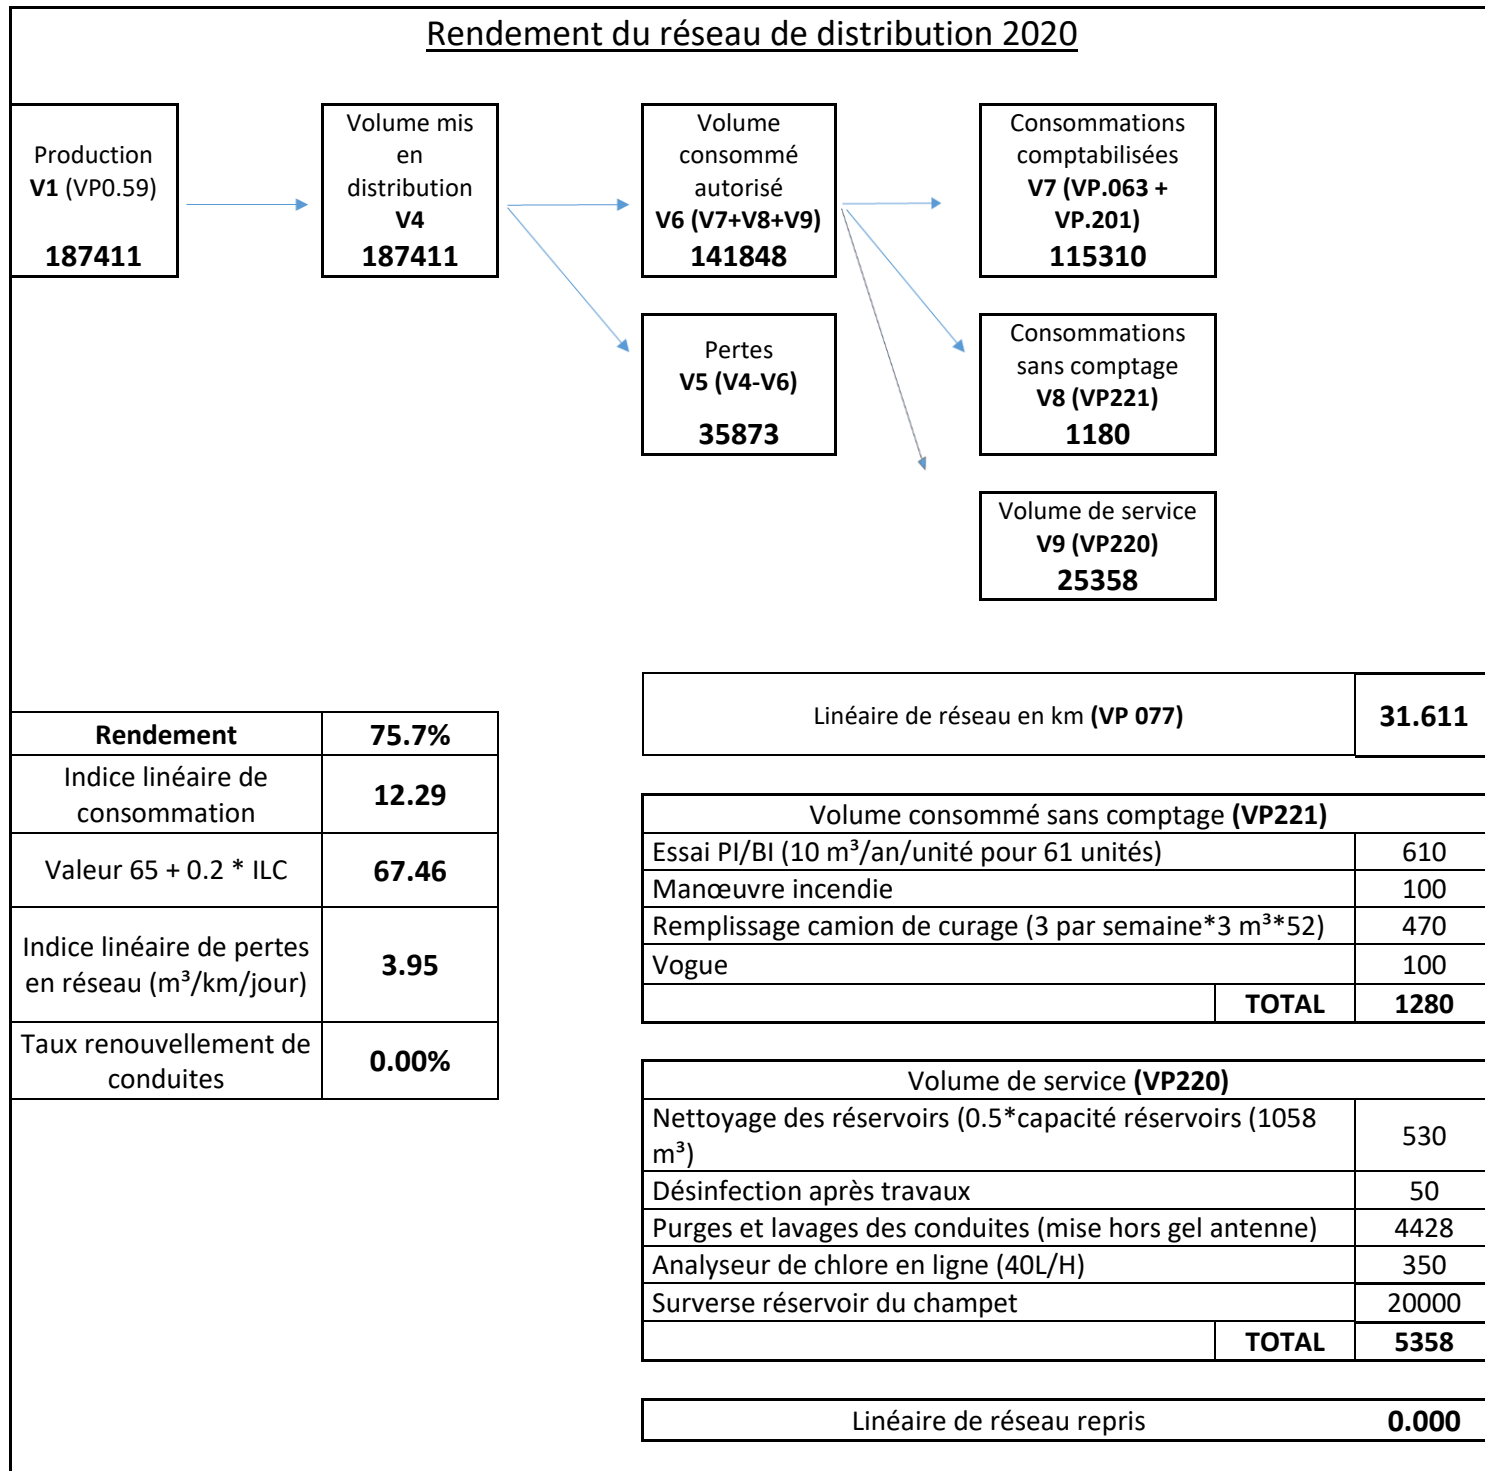 Rendement du réseau de distribution 2020
Production
V1 (VP0.59)
187411
Volume mis
en
distribution
V4
187411
Volume
consommé
autorisé
V6 (V7+V8+V9)
141848
Consommations
comptabilisées
V7 (VP.063 +
VP.201)
115310
Pertes
V5 (V4-V6)
35873
Consommations
sans comptage
V8 (VP221)
1180
Volume de service
V9 (VP220)
25358
Linéaire de réseau en km (VP 077) 31.611
Rendement 75.7%
Indice linéaire de
consommation
12.29
Valeur 65 + 0.2 * ILC 67.46
Indice linéaire de pertes
en réseau (m³/km/jour)
3.95
Taux renouvellement de
conduites
0.00%
Volume consommé sans comptage (VP221)
Essai PI/BI (10 m³/an/unité pour 61 unités) 610
Manœuvre incendie 100
Remplissage camion de curage (3 par semaine*3 m³*52) 470
Vogue 100
TOTAL 1280
Volume de service (VP220)
Nettoyage des réservoirs (0.5*capacité réservoirs (1058
m³)
530
Désinfection après travaux 50
Purges et lavages des conduites (mise hors gel antenne) 4428
Analyseur de chlore en ligne (40L/H) 350
Surverse réservoir du champet 20000
TOTAL 5358
Linéaire de réseau repris 0.000